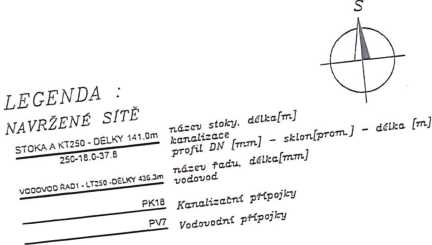 S
LEGENDA :
NAVRŽENÉ SÍTĚ
STOKA A KT250 - DELKY 141.0m
250-18.0-37.8
název stoky, délka[m]
kanalizace
profil DN [mm] - sklon[prom.] - délka [m]
VODOVOD ŘAD1 - LT250 -DELKY 436.3m
název řadu, délka[mm]
vodovod
PK18 Kanalizační přípojky
PV7 Vodovodní přípojky